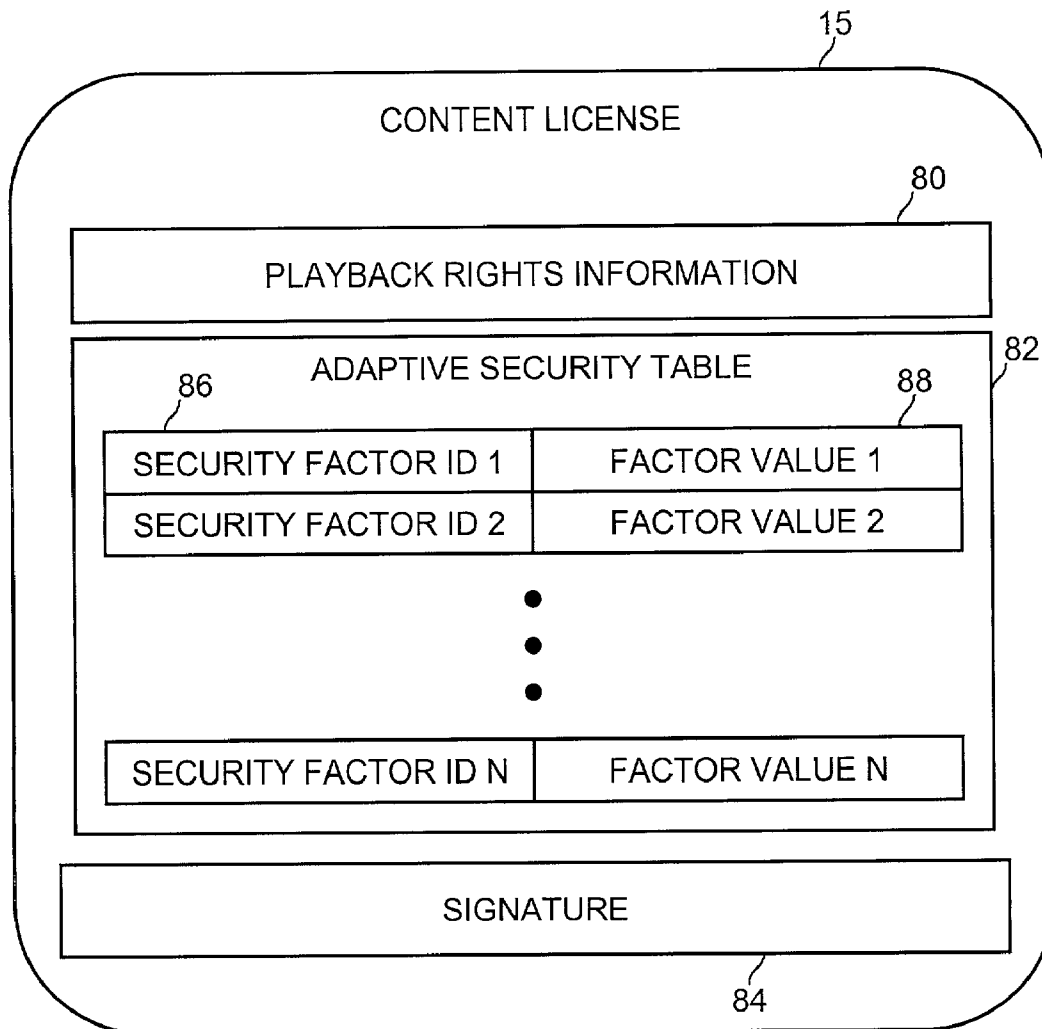 15
CONTENT LICENSE
80
PLAYBACK RIGHTS INFORMATION
ADAPTIVE SECURITY TABLE
82
86
88
SECURITY FACTOR ID 1 FACTOR VALUE 1
SECURITY FACTOR ID 2 FACTOR VALUE 2
SECURITY FACTOR ID N FACTOR VALUE N
SIGNATURE
84